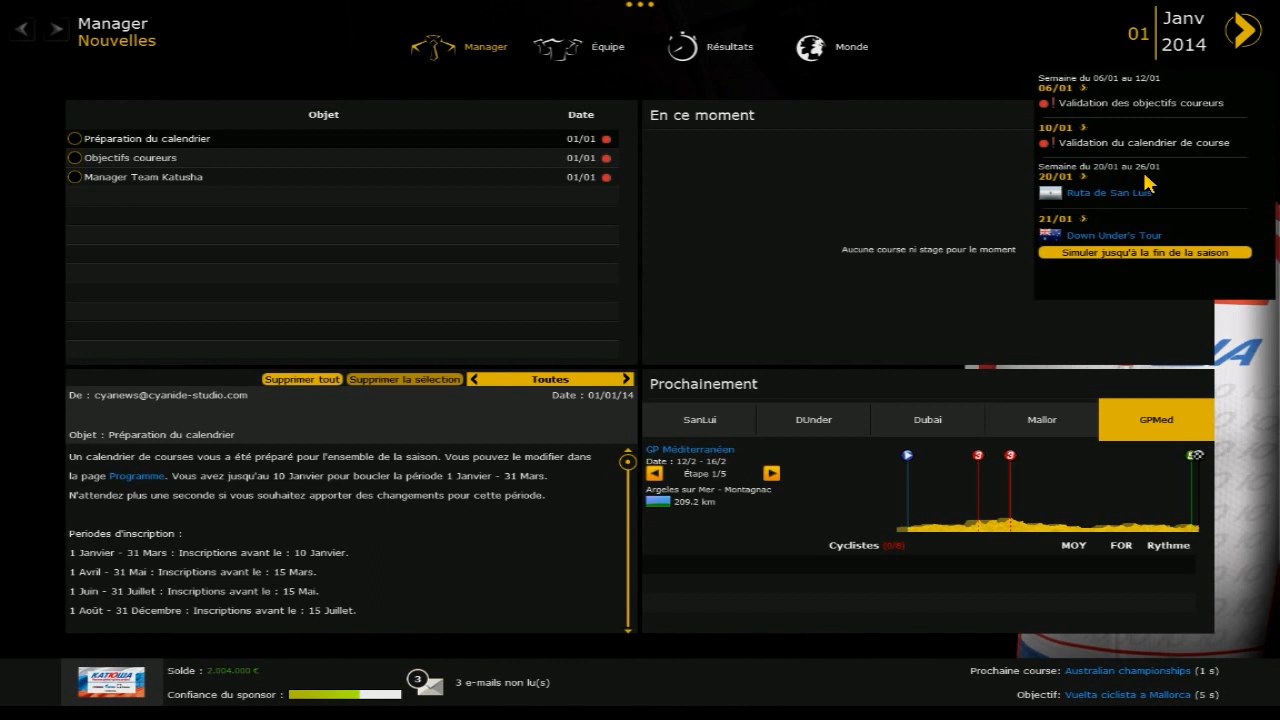 Manager
Nouvelles
Manager
Équipe
Résultats
Monde
01
Janv
2014
Semaine du 06/01 au 12/01
06/01
! Validation des objectifs coureurs
10/01
! Validation du calendrier de course
Semaine du 20/01 au 26/01
20/01
Ruta de San Luis
21/01
Down Under's Tour
Simuler jusqu'à la fin de la saison
Objet Date
Préparation du calendrier 01/01
Objectifs coureurs 01/01
Manager Team Katusha 01/01
En ce moment
Aucune course ni stage pour le moment
Supprimer tout Supprimer la sélection Toutes
De : cyanews@cyanide-studio.com Date : 01/01/14
Objet : Préparation du calendrier
Un calendrier de courses vous a été préparé pour l'ensemble de la saison. Vous pouvez le modifier dans
la page Programme. Vous avez jusqu'au 10 Janvier pour boucler la période 1 Janvier - 31 Mars.
N'attendez plus une seconde si vous souhaitez apporter des changements pour cette période.
Periodes d'inscription :
1 Janvier - 31 Mars : Inscriptions avant le : 10 Janvier.
1 Avril - 31 Mai : Inscriptions avant le : 15 Mars.
1 Juin - 31 Juillet : Inscriptions avant le : 15 Mai.
1 Août - 31 Décembre : Inscriptions avant le : 15 Juillet.
Prochainement
SanLui DUnder Dubai Mallor GPMed
GP Méditerranéen
Date : 12/2 - 16/2
Étape 1/5
Argeles sur Mer - Montagnac
209.2 km
3 3
Cyclistes (0/8) MOY FOR Rythme
КАТЮША
Solde : 2.004.000 €
Confiance du sponsor :
3
3 e-mails non lu(s)
Prochaine course: Australian championships (1 s)
Objectif: Vuelta ciclista a Mallorca (5 s)